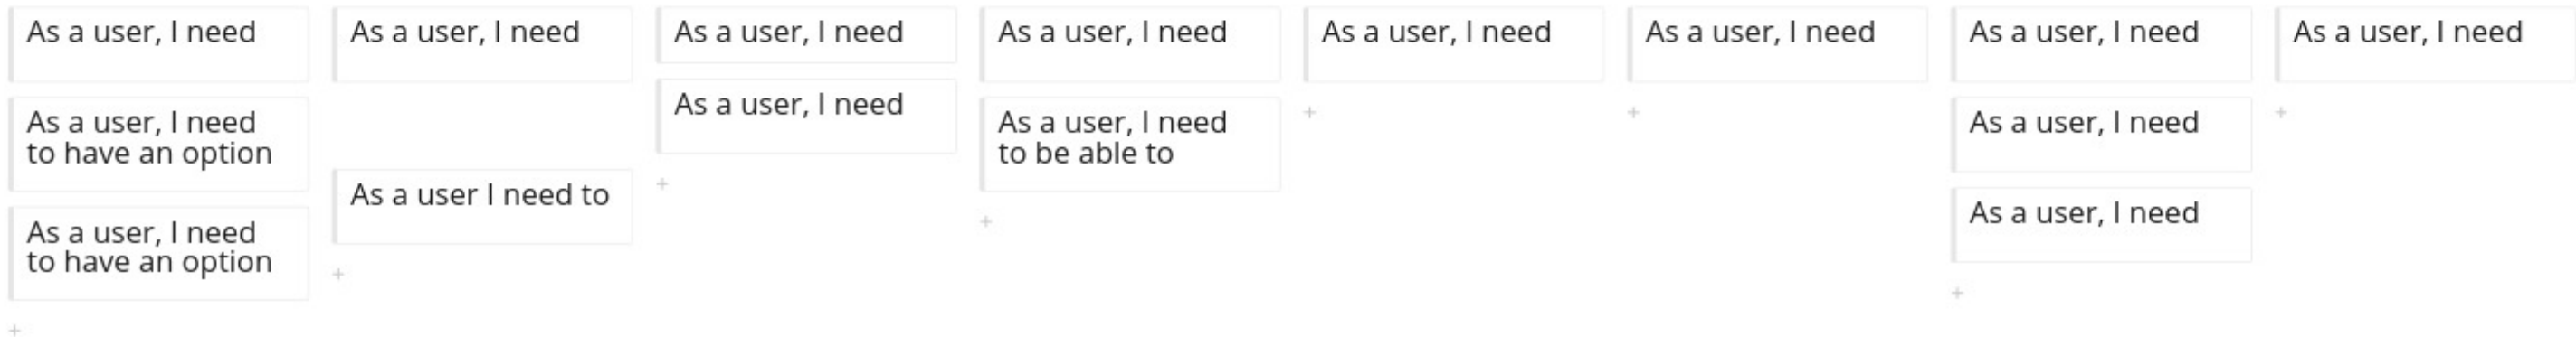 As a user, I need
As a user, I need
to have an option
As a user, I need
to have an option
+
As a user, I need
As a user I need to
+
As a user, I need
As a user, I need
+
As a user, I need
As a user, I need
to be able to
+
As a user, I need
+
As a user, I need
+
As a user, I need
As a user, I need
As a user, I need
+
As a user, I need
+